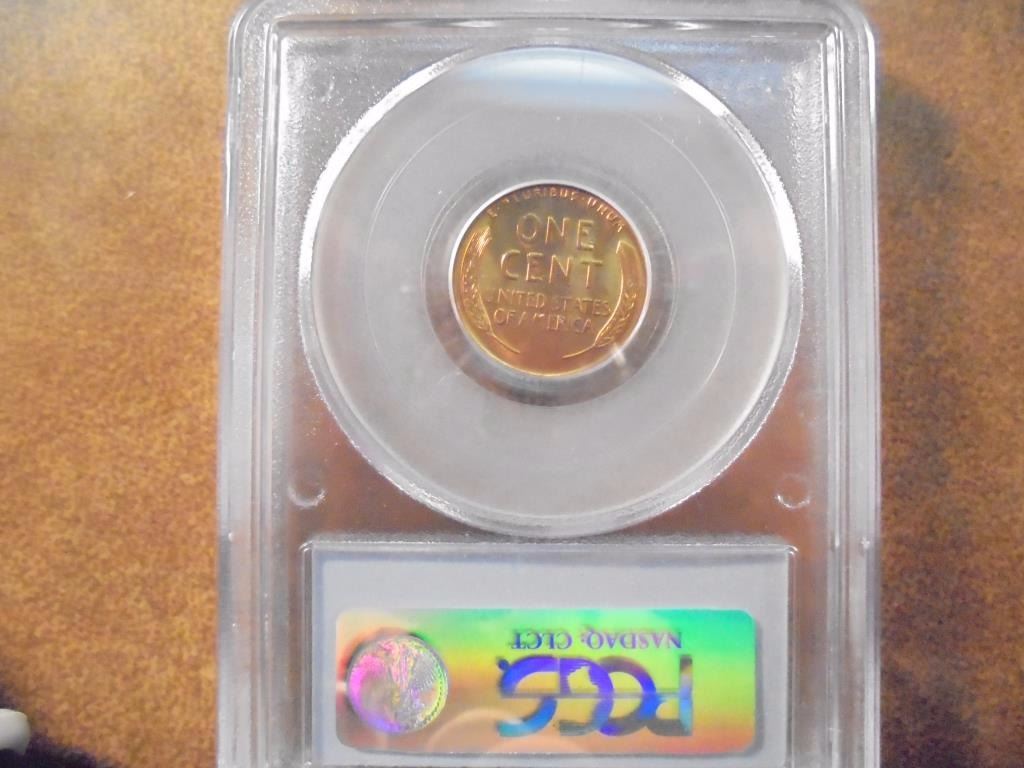 E PLURIBUS UNUM
ONE
CENT
UNITED STATES
OF AMERICA
NASDAQ: CLCT
PCGS